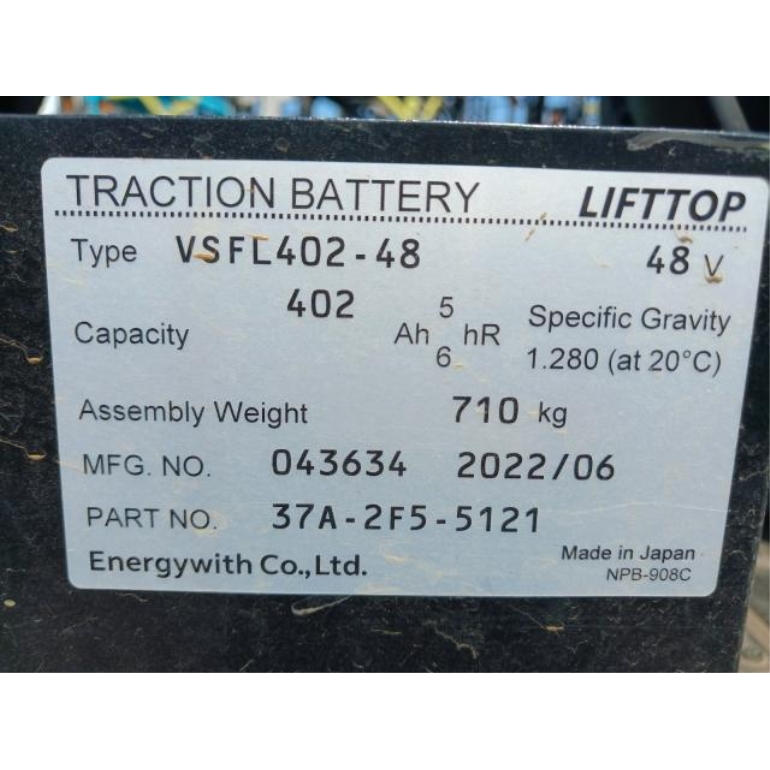 TRACTION BATTERY LIFTTOP
Type VSFL402-48 48 V
Capacity 402 Ah 5 hR Specific Gravity
6 1.280 (at 20°C)
Assembly Weight 710 kg
MFG. NO. 043634 2022/06
PART NO. 37A-2F5-5121
Energywith Co.,Ltd. Made in Japan
NPB-908C